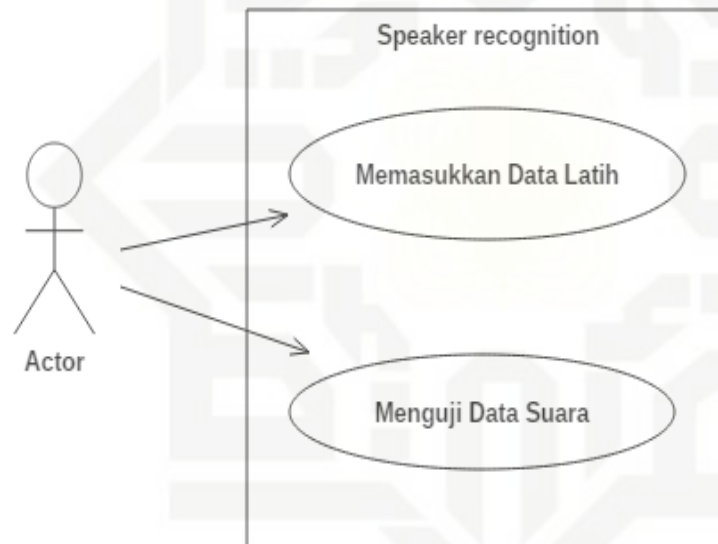 Speaker recognition
Memasukkan Data Latih
Actor
Menguji Data Suara